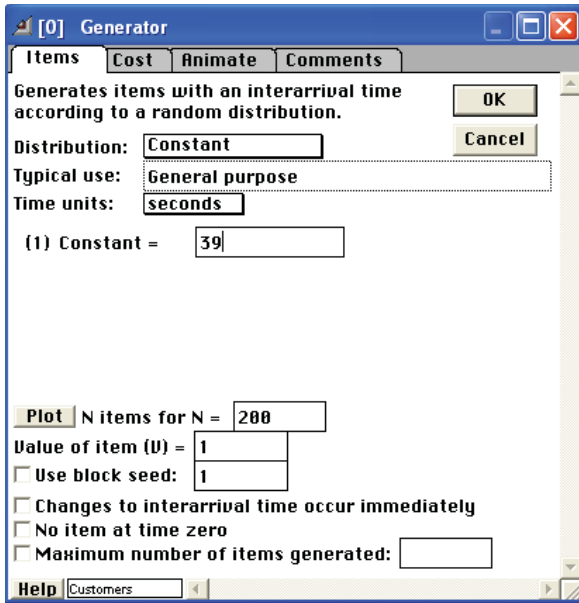 [0] Generator
Items Cost Animate Comments
Generates items with an interarrival time
according to a random distribution.
OK
Cancel
Distribution: Constant
Typical use: General purpose
Time units: seconds
(1) Constant = 39
Plot N items for N = 200
Value of item (V) = 1
Use block seed: 1
Changes to interarrival time occur immediately
No item at time zero
Maximum number of items generated:
Help Customers